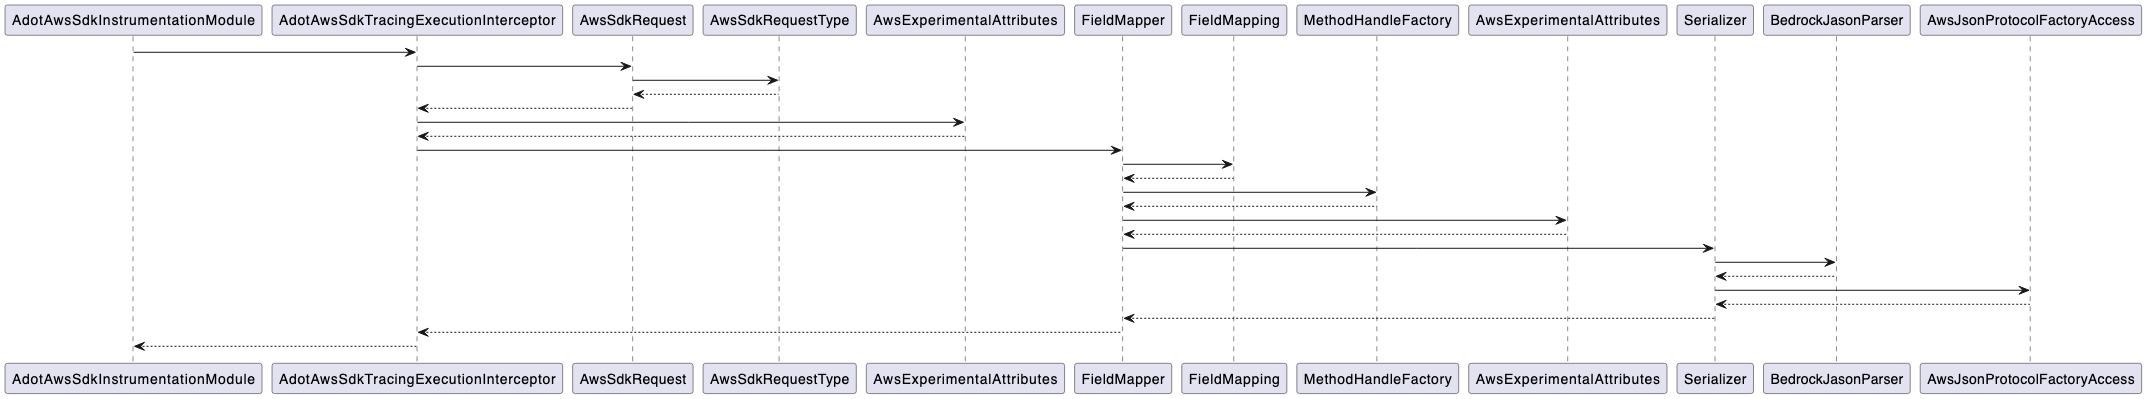 AdotAwsSdkInstrumentationModule AdotAwsSdkTracingExecutionInterceptor AwsSdkRequest AwsSdkRequestType AwsExperimentalAttributes FieldMapper FieldMapping MethodHandleFactory AwsExperimentalAttributes Serializer BedrockJasonParser AwsJsonProtocolFactoryAccess
AdotAwsSdkInstrumentationModule AdotAwsSdkTracingExecutionInterceptor AwsSdkRequest AwsSdkRequestType AwsExperimentalAttributes FieldMapper FieldMapping MethodHandleFactory AwsExperimentalAttributes Serializer BedrockJasonParser AwsJsonProtocolFactoryAccess